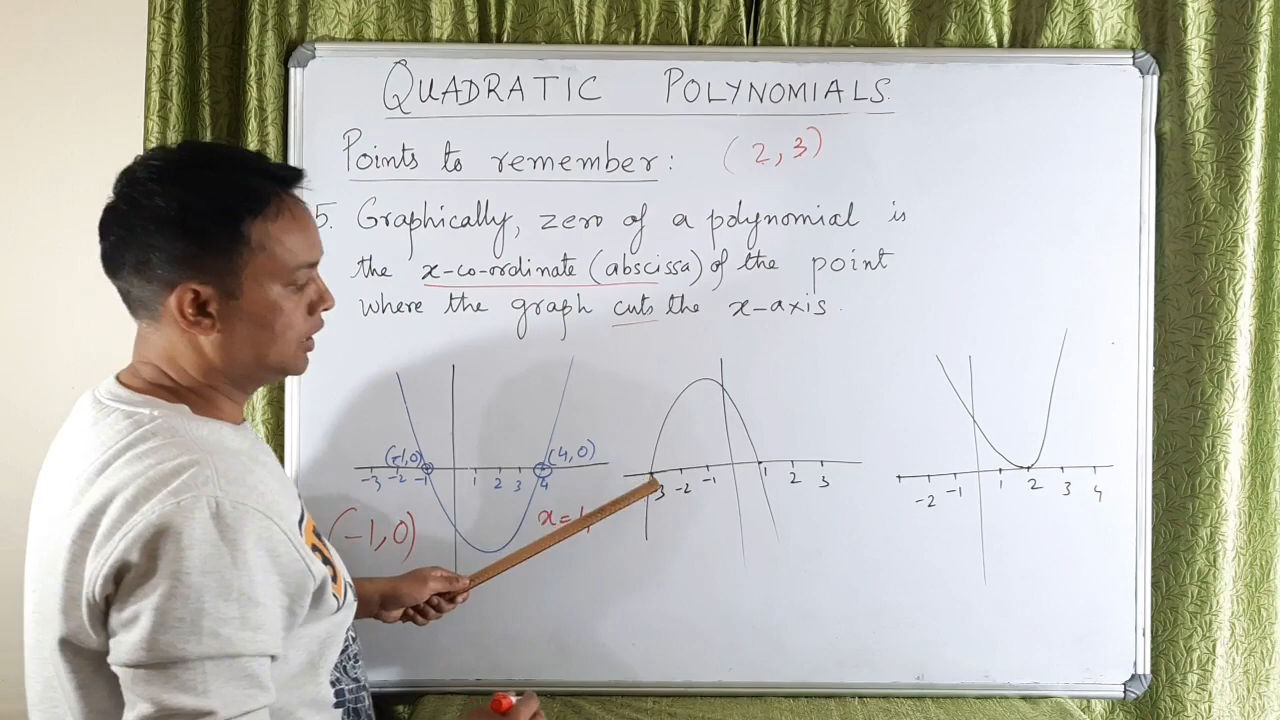 QUADRATIC POLYNOMIALS.
Points to remember: (2,3)
5. Graphically, zero of a polynomial is
the x-co-ordinate (abscissa) of the point
where the graph cuts the x-axis.
(-1,0) (4,0)
-3 -2 -1 1 2 3 4
(-1,0)
x=4
-3 -2 -1 1 2 3
-2 -1 1 2 3 4